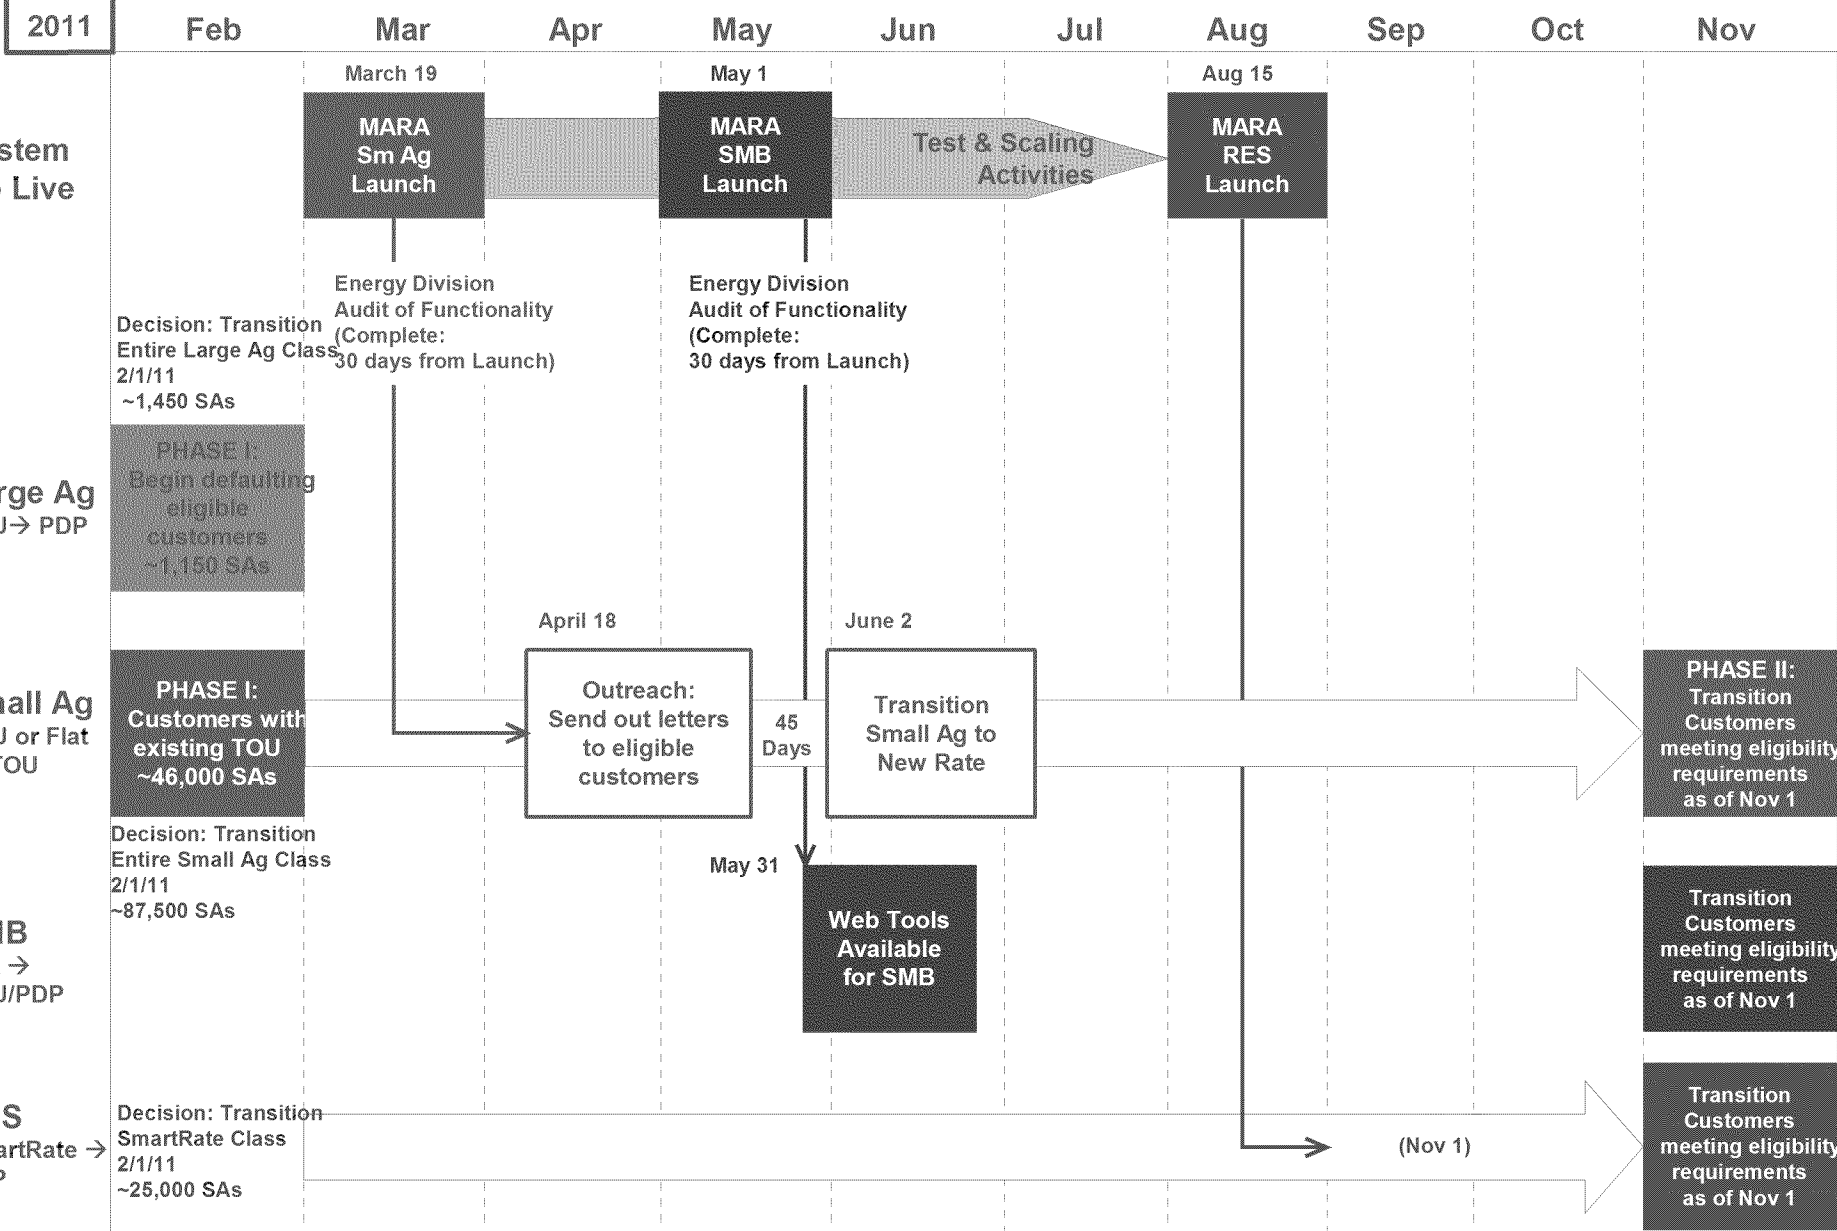 2011 Feb Mar Apr May Jun Jul Aug Sep Oct Nov
March 19
May 1
Aug 15
stem
Live
MARA
Sm Ag
Launch
MARA
SMB
Launch
Test & Scaling
Activities
MARA
RES
Launch
Energy Division
Audit of Functionality
(Complete:
30 days from Launch)
Energy Division
Audit of Functionality
(Complete:
30 days from Launch)
Decision: Transition
Entire Large Ag Class
2/1/11
~1,450 SAs
rge Ag
J→ PDP
PHASE I:
Begin defaulting
eligible
customers
~1,150 SAs
April 18
June 2
nall Ag
J or Flat
TOU
PHASE I:
Customers with
existing TOU
~46,000 SAs
Outreach:
Send out letters
to eligible
customers
45
Days
Transition
Small Ag to
New Rate
PHASE II:
Transition
Customers
meeting eligibility
requirements
as of Nov 1
Decision: Transition
Entire Small Ag Class
2/1/11
~87,500 SAs
May 31
IB
→
J/PDP
Web Tools
Available
for SMB
Transition
Customers
meeting eligibility
requirements
as of Nov 1
S
artRate →
P
Decision: Transition
SmartRate Class
2/1/11
~25,000 SAs
(Nov 1)
Transition
Customers
meeting eligibility
requirements
as of Nov 1